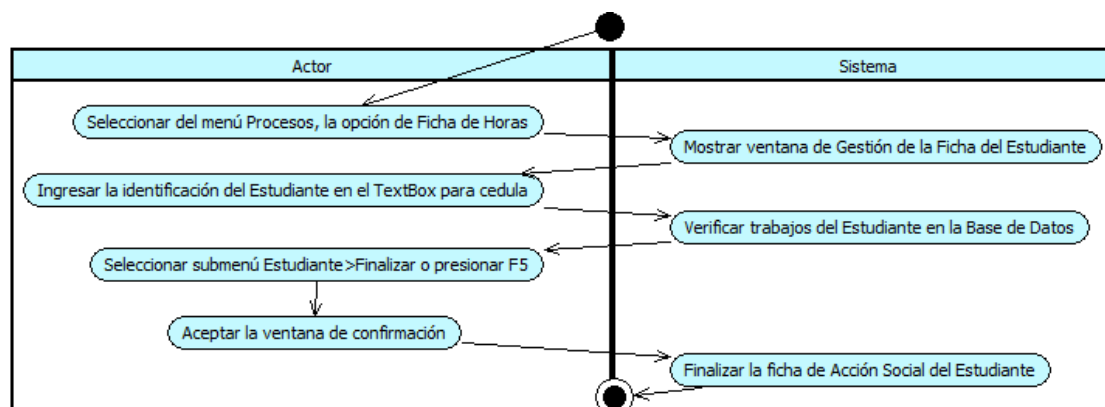 Actor
Sistema
Seleccionar del menú Procesos, la opción de Ficha de Horas
Mostrar ventana de Gestión de la Ficha del Estudiante
Ingresar la identificación del Estudiante en el TextBox para cedula
Verificar trabajos del Estudiante en la Base de Datos
Seleccionar submenú Estudiante>Finalizar o presionar F5
Aceptar la ventana de confirmación
Finalizar la ficha de Acción Social del Estudiante